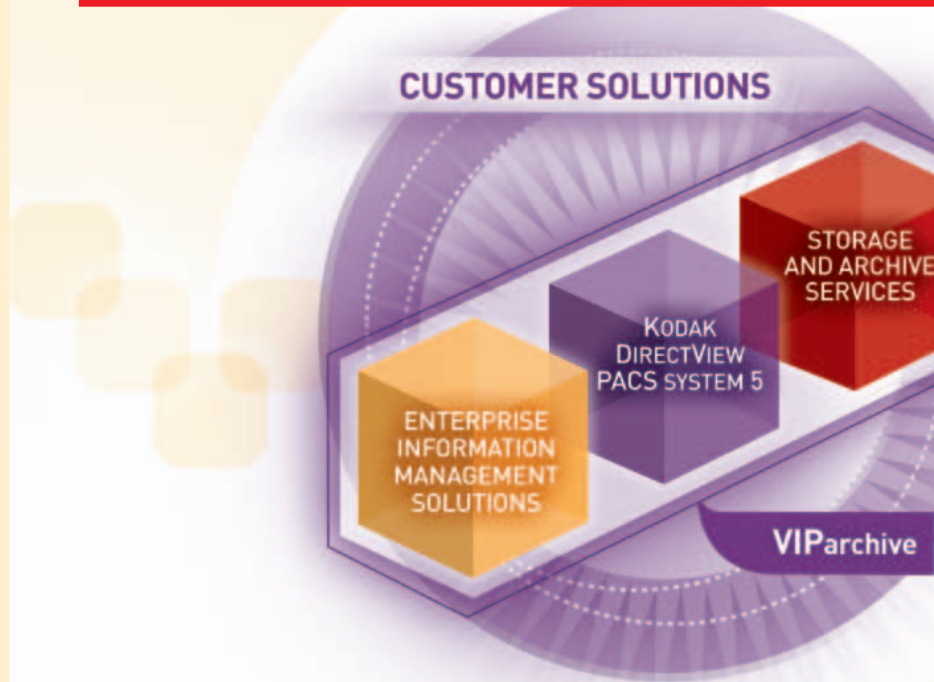 CUSTOMER SOLUTIONS
STORAGE
AND ARCHIVE
SERVICES
KODAK
DIRECTVIEW
PACS SYSTEM 5
ENTERPRISE
INFORMATION
MANAGEMENT
SOLUTIONS
VIParchive